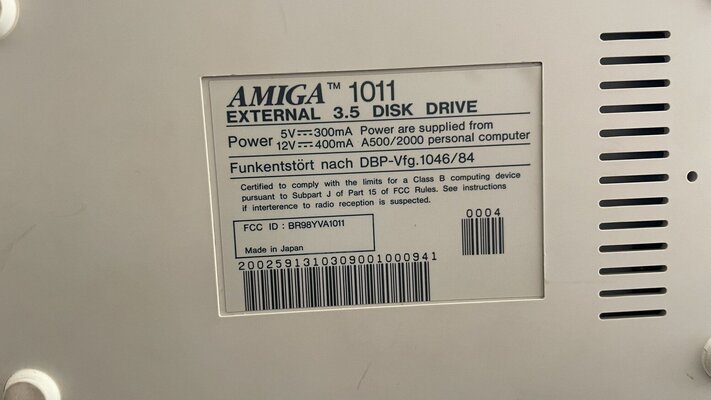 AMIGA™ 1011
EXTERNAL 3.5 DISK DRIVE
Power 5V⎓300mA Power are supplied from
12V⎓400mA A500/2000 personal computer
Funkentstört nach DBP-Vfg.1046/84
Certified to comply with the limits for a Class B computing device
pursuant to Subpart J of Part 15 of FCC Rules. See instructions
if interference to radio reception is suspected.
FCC ID : BR98YVA1011
Made in Japan
0004
2002591310309001000941